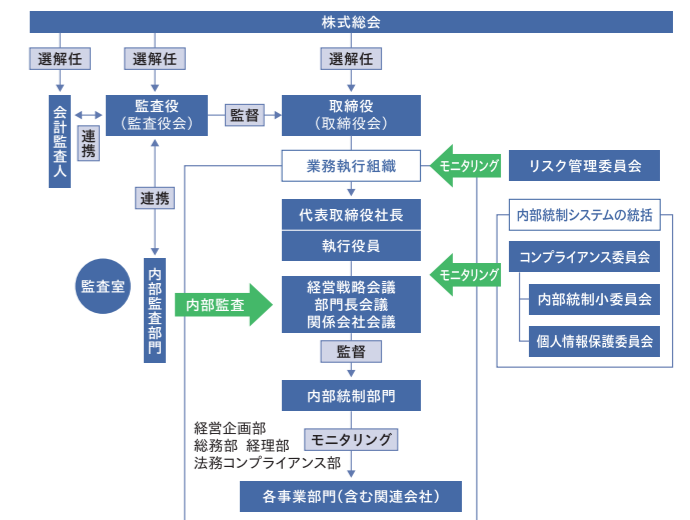 株式総会
選解任
選解任
選解任
会計監査人
連携
監査役
（監査役会）
監督
取締役
（取締役会）
業務執行組織
モニタリング
リスク管理委員会
連携
代表取締役社長
執行役員
内部統制システムの統括
コンプライアンス委員会
内部統制小委員会
個人情報保護委員会
モニタリング
監査室
内部監査部門
内部監査
経営戦略会議
部門長会議
関係会社会議
監督
内部統制部門
経営企画部
総務部 経理部
法務コンプライアンス部
モニタリング
各事業部門（含む関連会社）